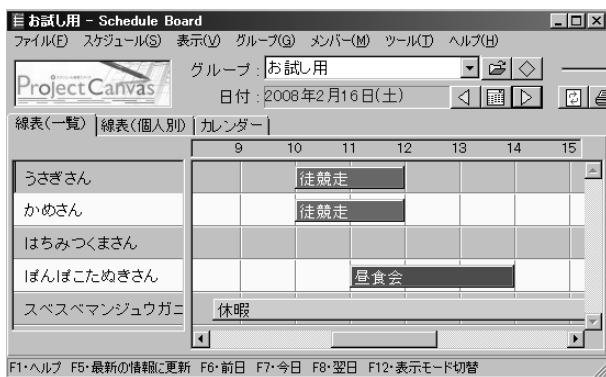 お試し用 - Schedule Board
ファイル(F) スケジュール(S) 表示(V) グループ(G) メンバー(M) ツール(T) ヘルプ(H)
Project Canvas
グループ : お試し用
日付 : 2008年2月16日(土)
線表(一覧) 線表(個人別) カレンダー
9 10 11 12 13 14 15
うさぎさん 徒競走
かめさん 徒競走
はちみつくまさん
ぽんぽこたぬきさん 昼食会
スベスベマンジュウガニ 休暇
F1・ヘルプ F5・最新の情報に更新 F6・前日 F7・今日 F8・翌日 F12・表示モード切替